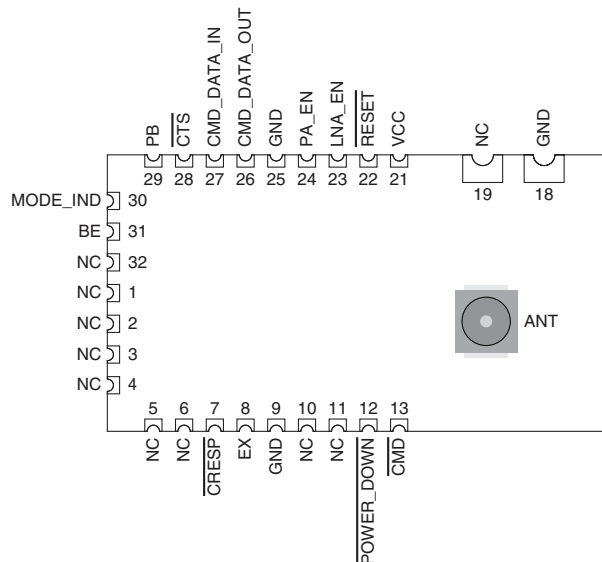 PB
CTS
CMD_DATA_IN
CMD_DATA_OUT
GND
PA_EN
LNA_EN
RESET
VCC
NC
GND
29
28
27
26
25
24
23
22
21
19
18
MODE_IND 30
BE 31
NC 32
NC 1
NC 2
NC 3
NC 4
ANT
5
6
7
8
9
10
11
12
13
NC
NC
CRESP
EX
GND
NC
NC
POWER_DOWN
CMD